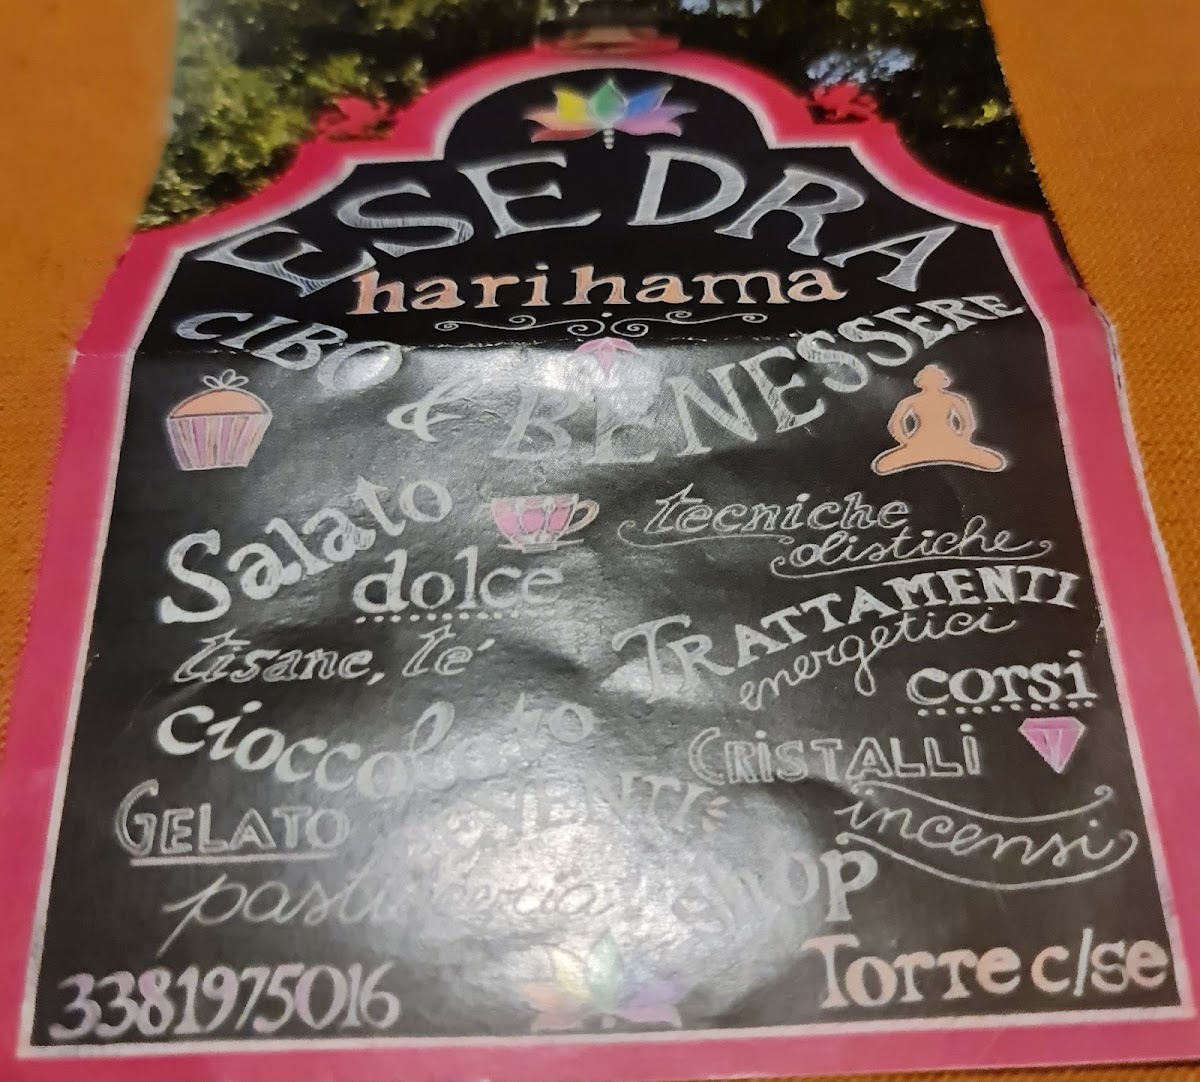 ESEDRA
harihama
CIBO & BENESSERE
Salato
dolce
tisane, te'
cioccolato
GELATO
pasticceria
tecniche
olistiche
TRATTAMENTI
energetici
corsi
CRISTALLI
incensi
shop
3381975016
Torre c/se